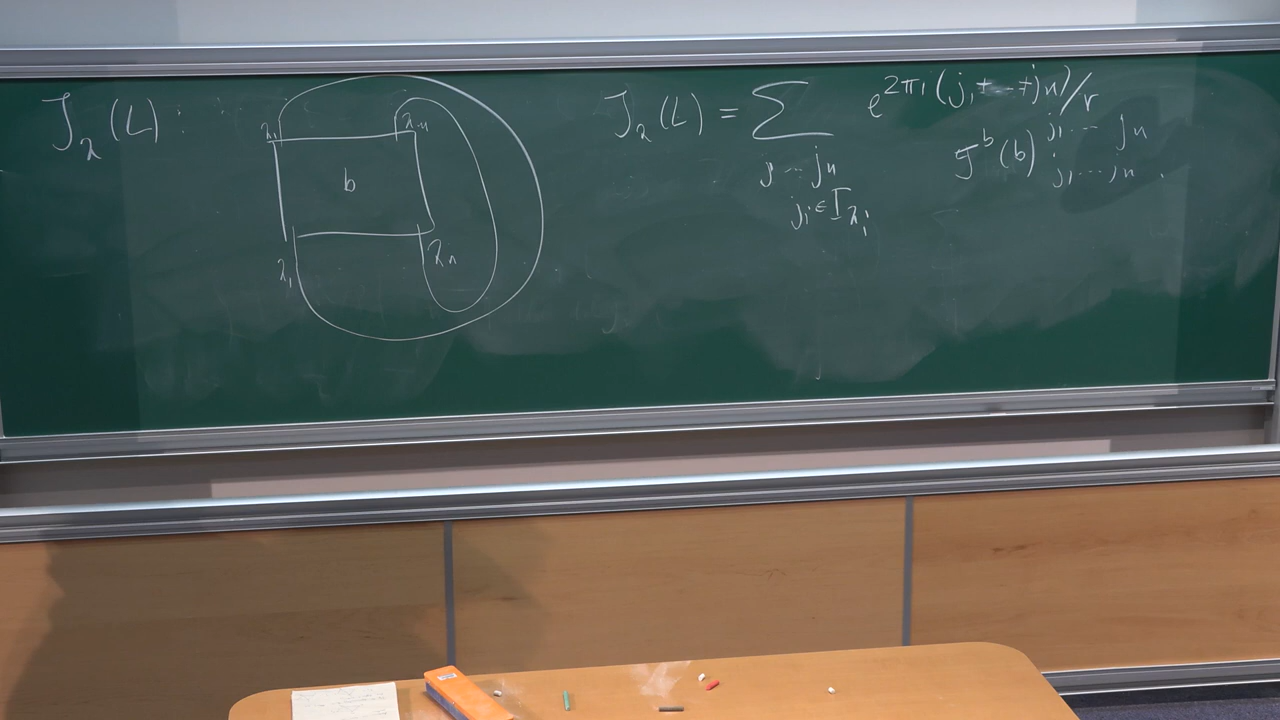 J_λ(L) :
λ_1 λ_n
b
λ_1 λ_n
J_λ(L) = ∑ e^{2πi(j_1+...+j_n)/r}
j_1...j_n J^b(b)^{j_1...j_n}_{j_1...j_n}.
j_i ∈ I_{λ_i}